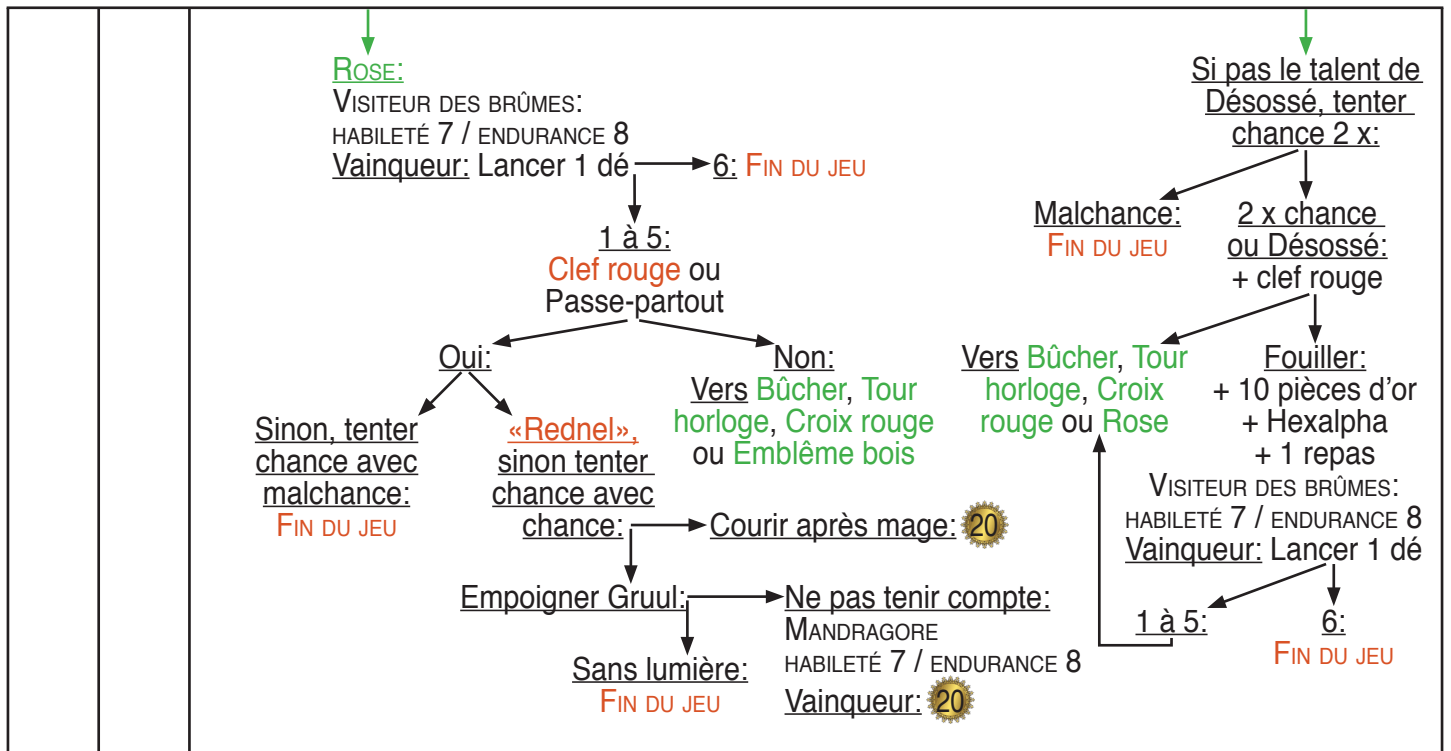 ROSE:
VISITEUR DES BRÛMES:
HABILETÉ 7 / ENDURANCE 8
Vainqueur: Lancer 1 dé
6: FIN DU JEU
1 à 5:
Clef rouge ou
Passe-partout
Oui:
Non:
Vers Bûcher, Tour
horloge, Croix rouge
ou Emblême bois
Sinon, tenter
chance avec
malchance:
FIN DU JEU
«Rednel»,
sinon tenter
chance avec
chance:
Courir après mage: 20
Empoigner Gruul:
Ne pas tenir compte:
MANDRAGORE
HABILETÉ 7 / ENDURANCE 8
Vainqueur: 20
Sans lumière:
FIN DU JEU
Si pas le talent de
Désossé, tenter
chance 2 x:
Malchance:
FIN DU JEU
2 x chance
ou Désossé:
+ clef rouge
Vers Bûcher, Tour
horloge, Croix
rouge ou Rose
Fouiller:
+ 10 pièces d'or
+ Hexalpha
+ 1 repas
VISITEUR DES BRÛMES:
HABILETÉ 7 / ENDURANCE 8
Vainqueur: Lancer 1 dé
1 à 5:
6:
FIN DU JEU